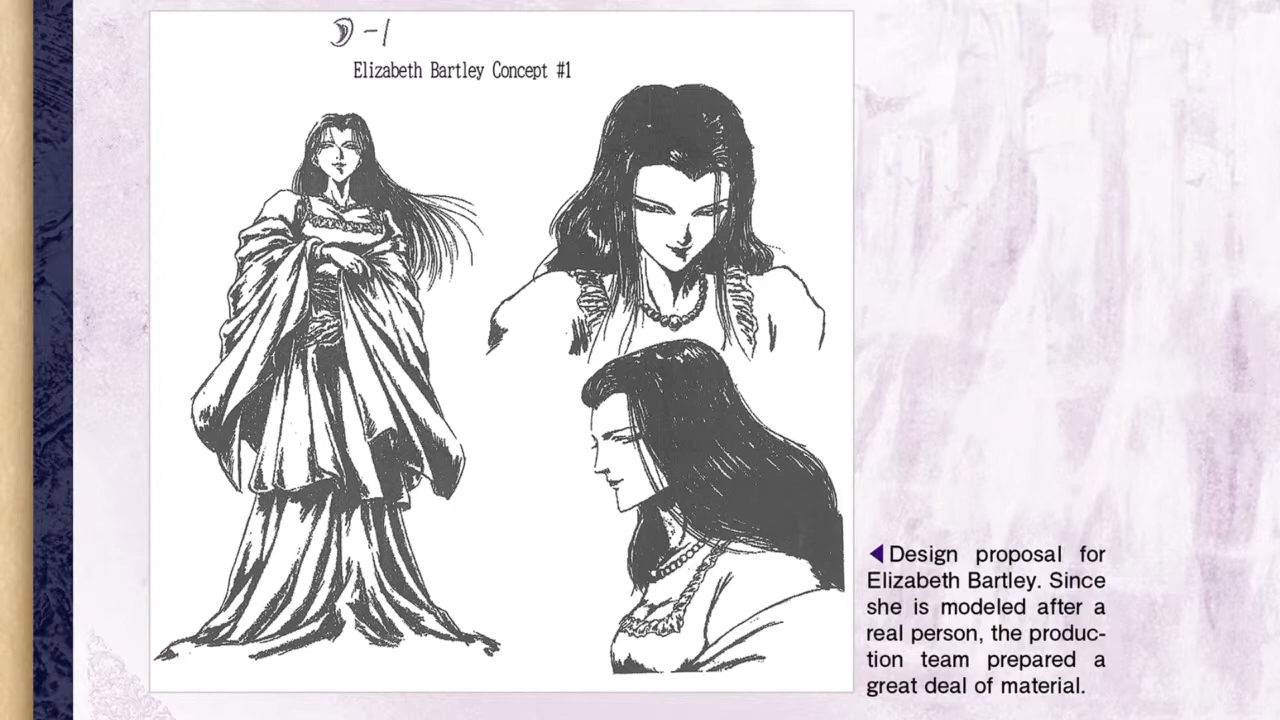 D-1
Elizabeth Bartley Concept #1
◀Design proposal for
Elizabeth Bartley. Since
she is modeled after a
real person, the produc-
tion team prepared a
great deal of material.